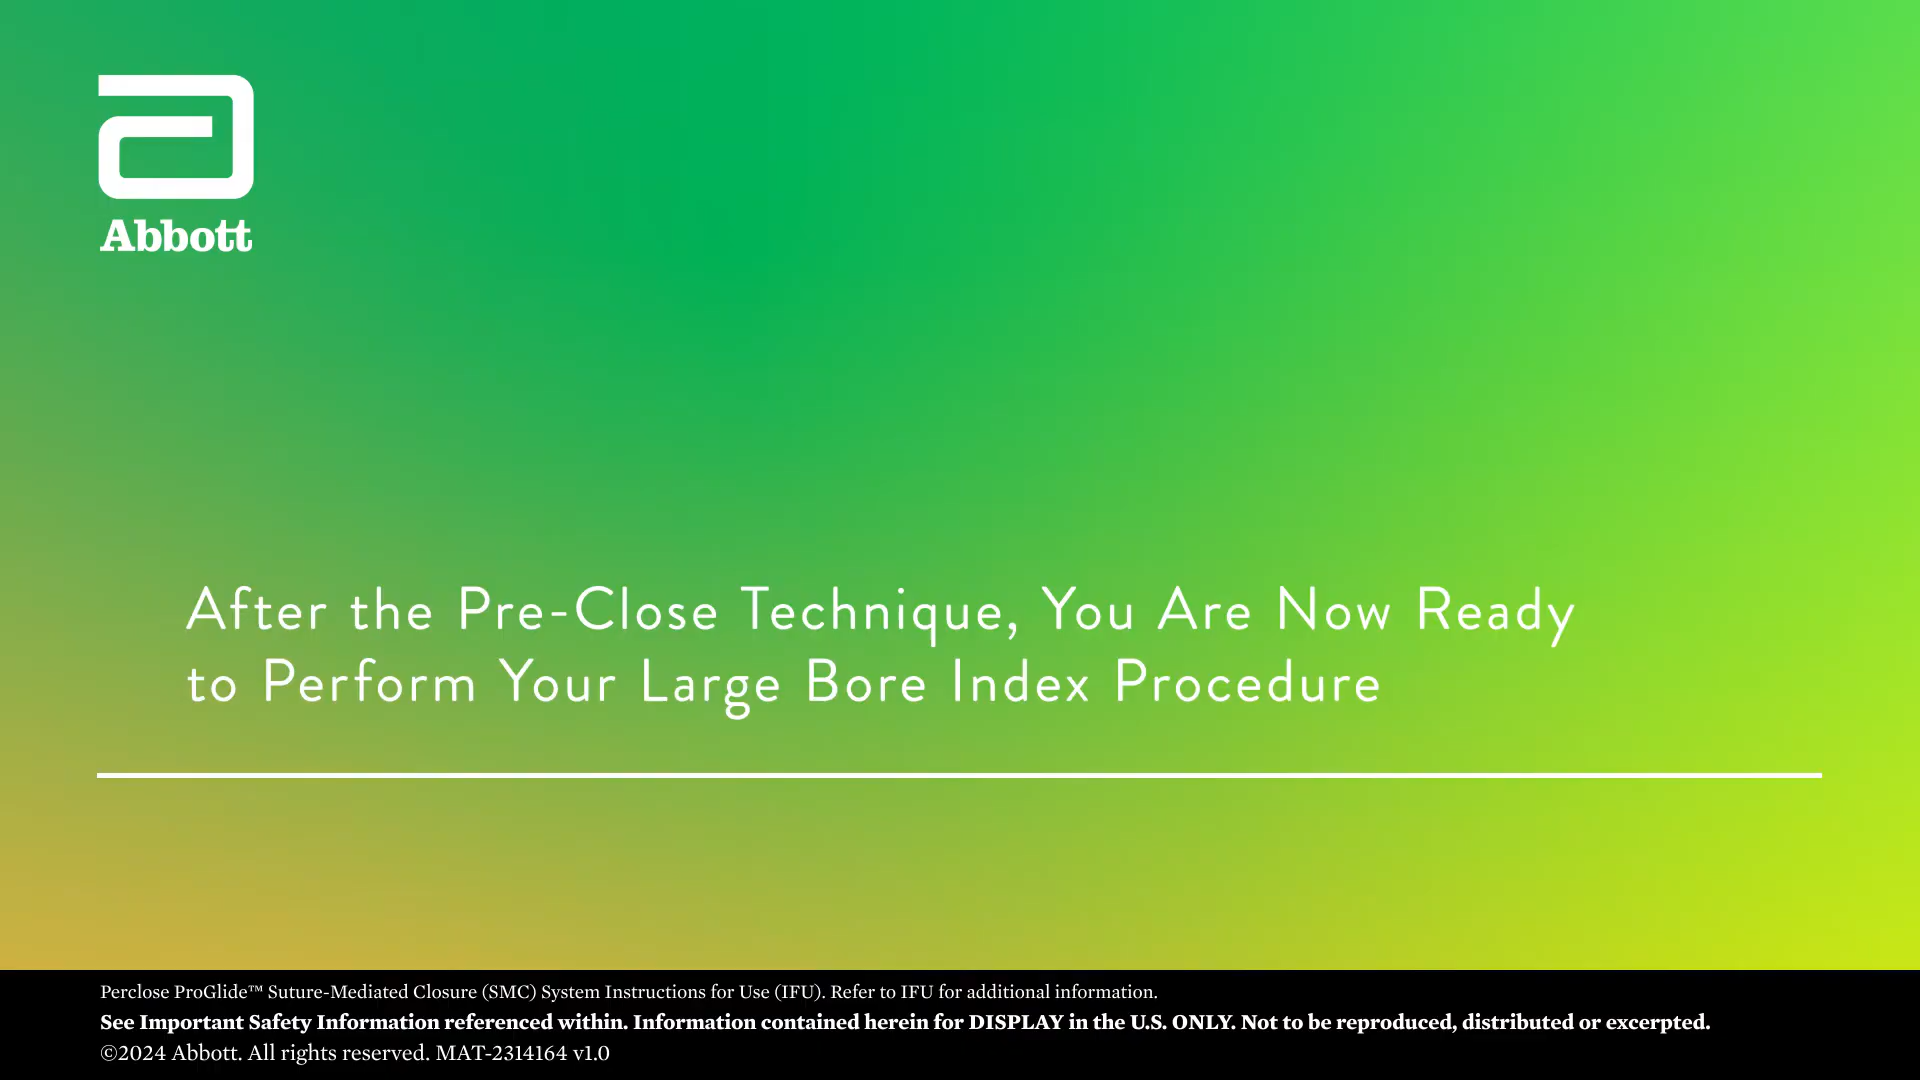 Abbott
After the Pre-Close Technique, You Are Now Ready
to Perform Your Large Bore Index Procedure
Perclose ProGlide™ Suture-Mediated Closure (SMC) System Instructions for Use (IFU). Refer to IFU for additional information.
See Important Safety Information referenced within. Information contained herein for DISPLAY in the U.S. ONLY. Not to be reproduced, distributed or excerpted.
©2024 Abbott. All rights reserved. MAT-2314164 v1.0